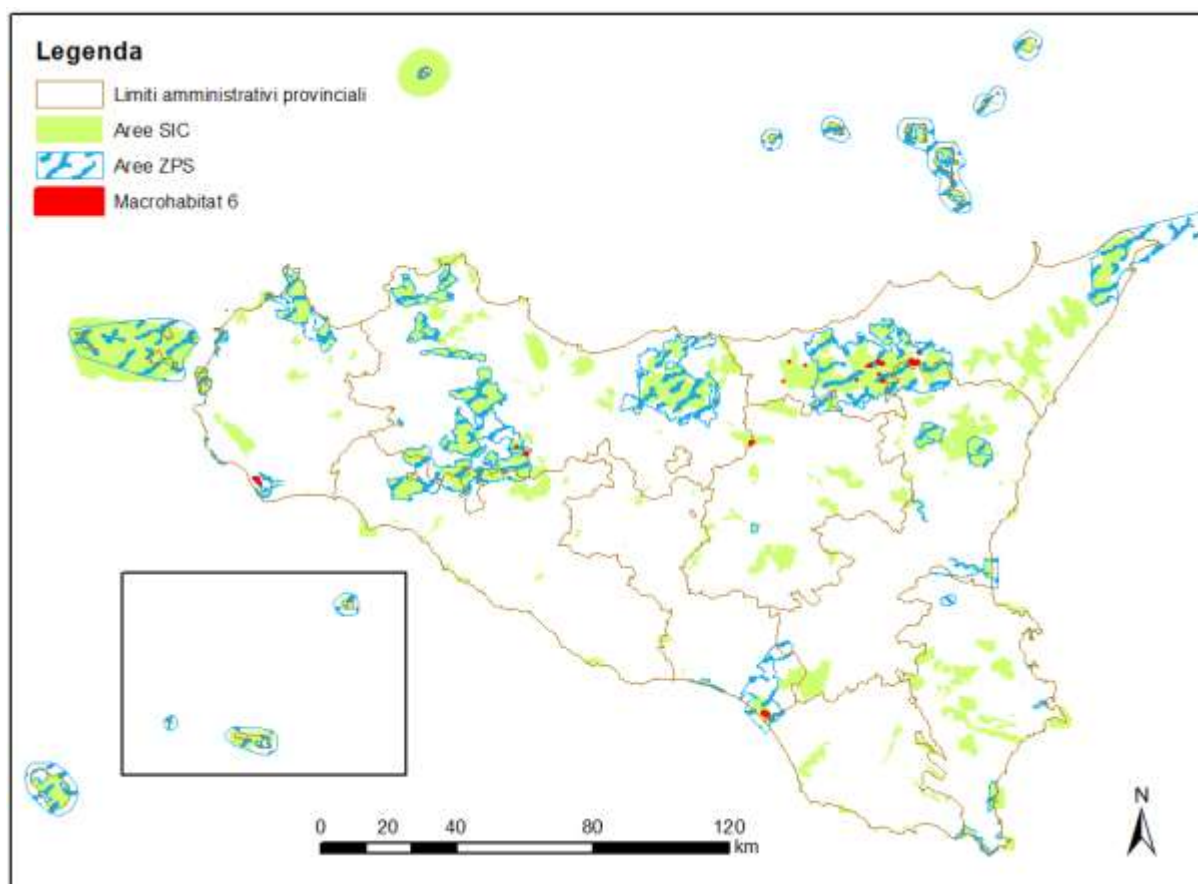 Legenda
Limiti amministrativi provinciali
Aree SIC
Aree ZPS
Macrohabitat 6
N
0 20 40 80 120
km